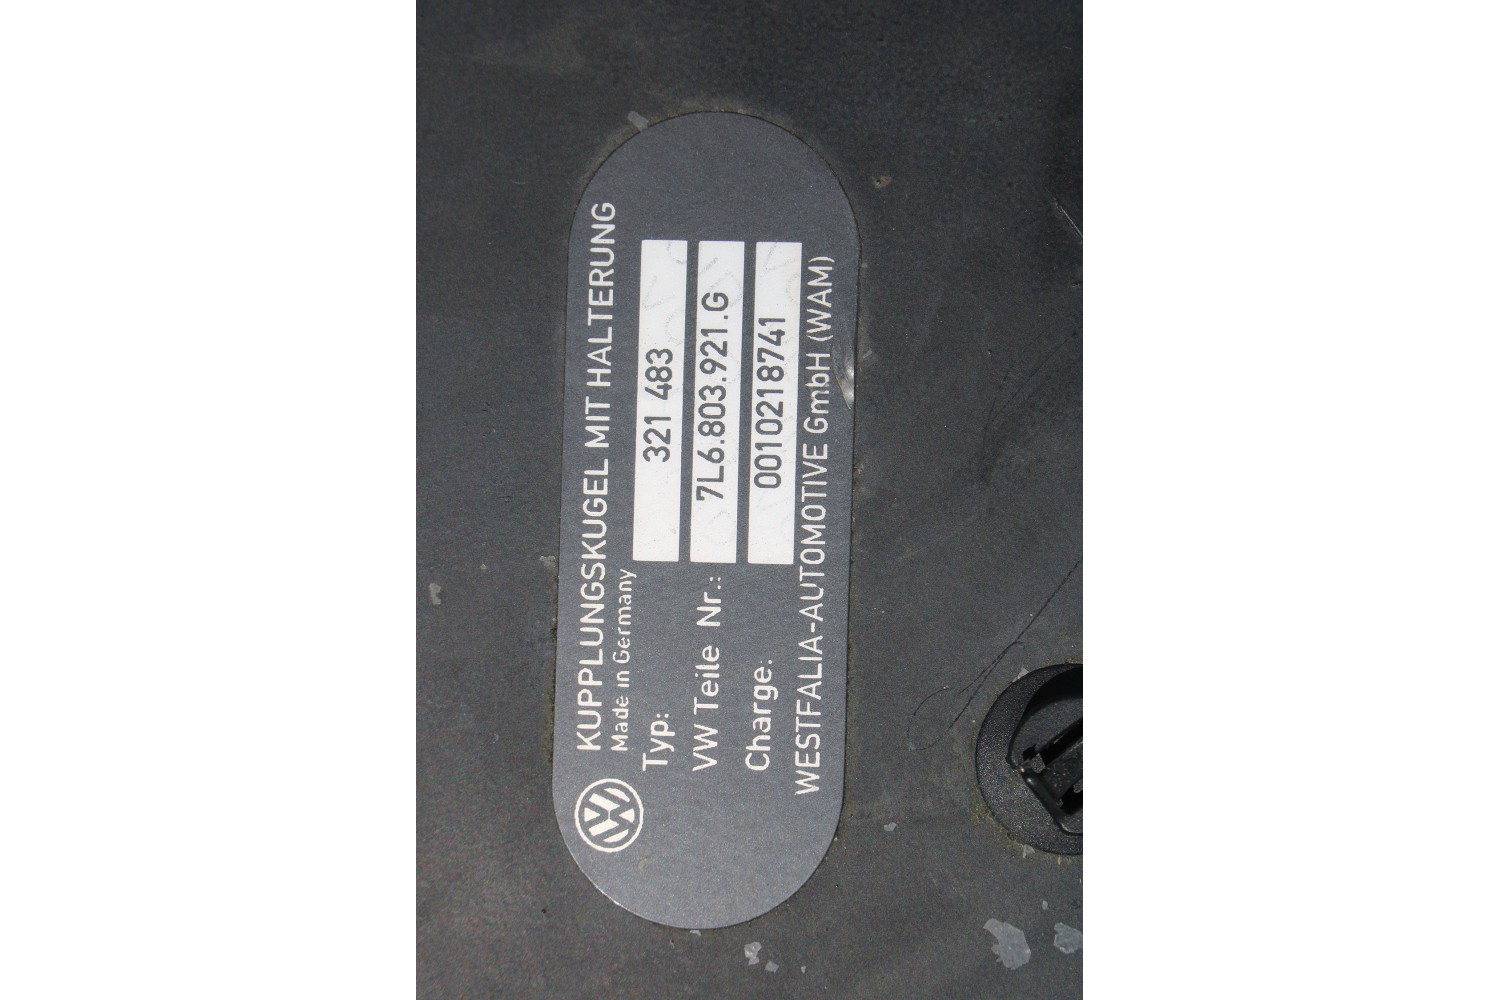 KUPPLUNGSKUGEL MIT HALTERUNG
Made in Germany
Typ: 321 483
VW Teile Nr.: 7L6.803.921.G
Charge: 0010218741
WESTFALIA-AUTOMOTIVE GmbH (WAM)